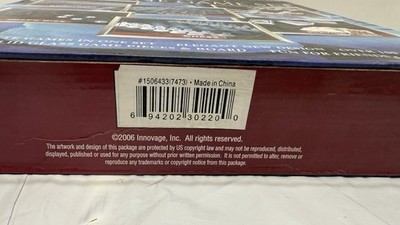 ELEGANT NEW DESIGN
#1506433(7473) • Made in China
6 94202 30220 0
©2006 Innovage, Inc. All rights reserved.
The artwork and design of this package are protected by US copyright law and may not be reproduced, distributed,
displayed, published or used for any purpose without prior written permission. It is not permitted to alter, remove or
reproduce any trademarks or copyright notice from this package.